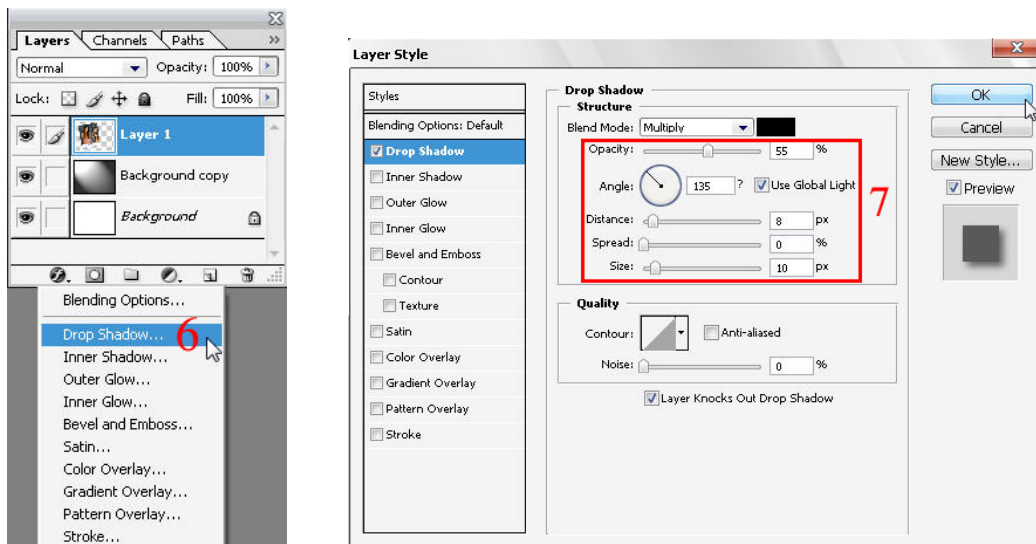 Layers Channels Paths »
Normal Opacity: 100%
Lock: Fill: 100%
Layer 1
Background copy
Background
Blending Options...
Drop Shadow... 6
Inner Shadow...
Outer Glow...
Inner Glow...
Bevel and Emboss...
Satin...
Color Overlay...
Gradient Overlay...
Pattern Overlay...
Stroke...
Layer Style
Styles
Blending Options: Default
Drop Shadow
Inner Shadow
Outer Glow
Inner Glow
Bevel and Emboss
Contour
Texture
Satin
Color Overlay
Gradient Overlay
Pattern Overlay
Stroke
Drop Shadow
Structure
Blend Mode: Multiply
Opacity: 55 %
Angle: 135 ? Use Global Light
Distance: 8 px
Spread: 0 %
Size: 10 px
7
Quality
Contour: Anti-aliased
Noise: 0 %
Layer Knocks Out Drop Shadow
OK
Cancel
New Style...
Preview